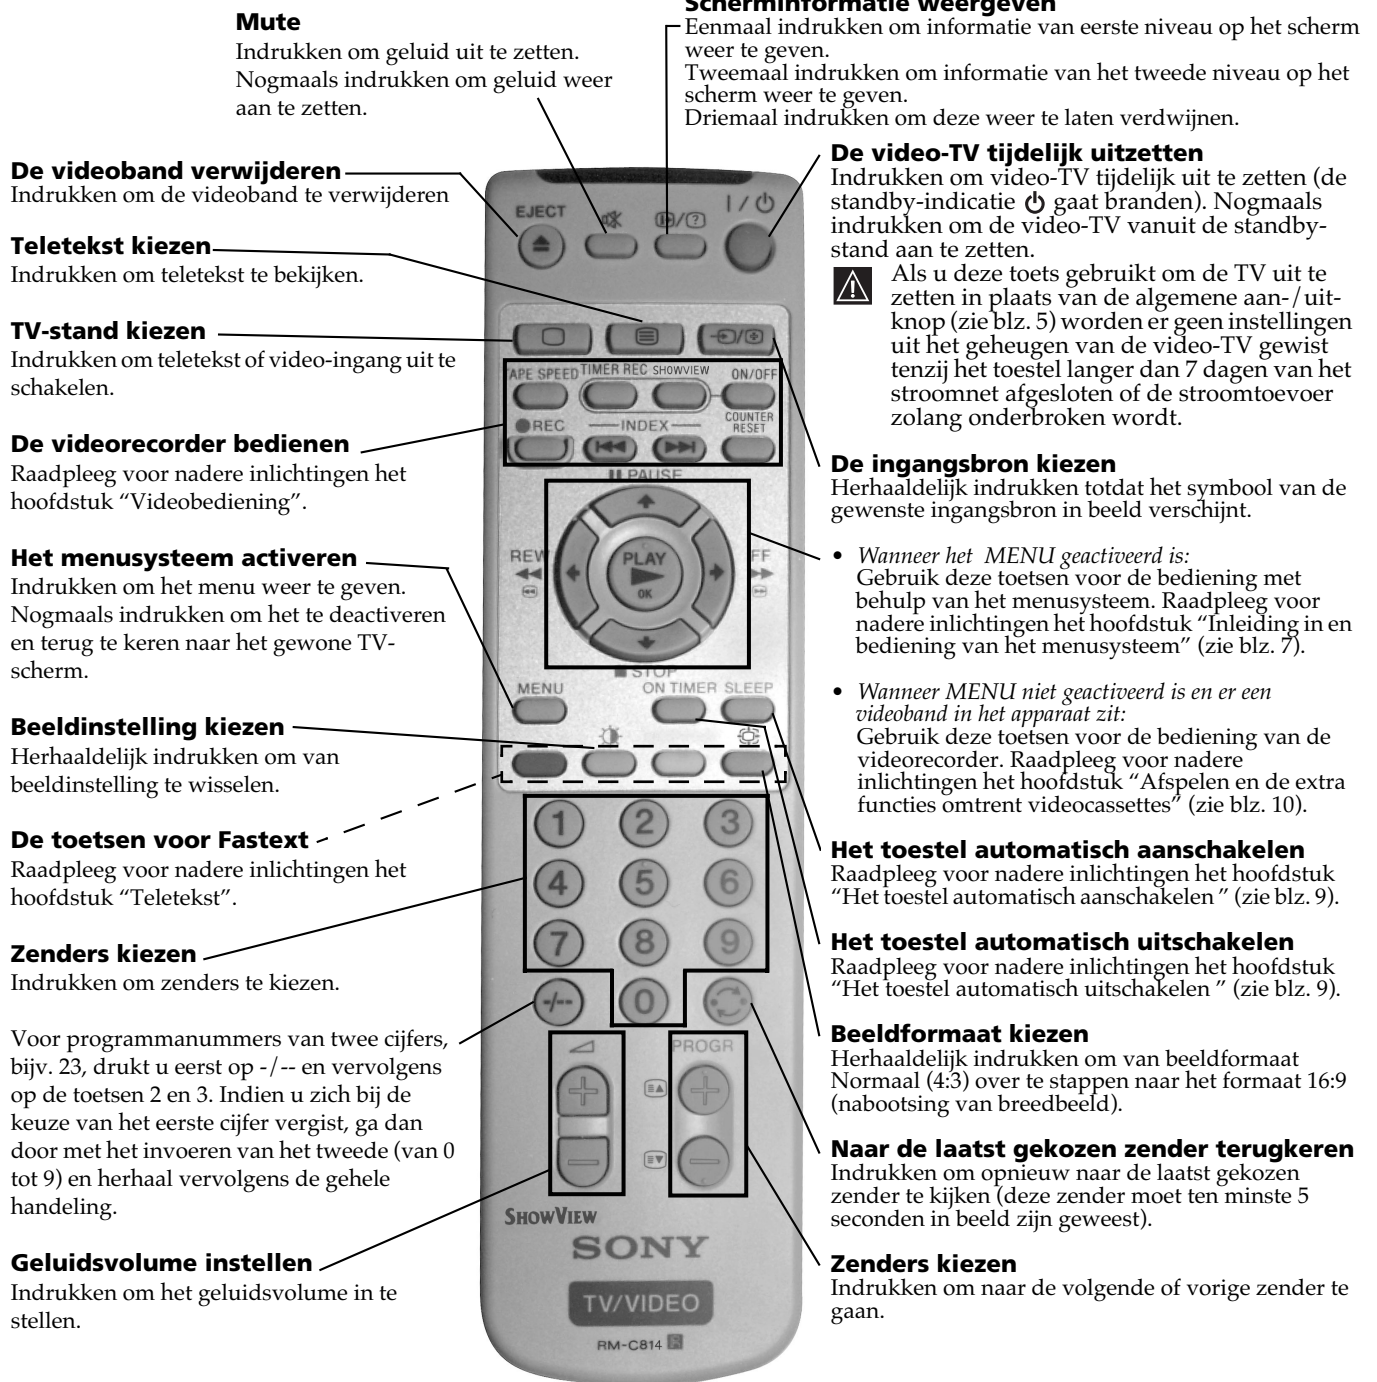 Mute
Indrukken om geluid uit te zetten.
Nogmaals indrukken om geluid weer
aan te zetten.
Scherminformatie weergeven
Eenmaal indrukken om informatie van eerste niveau op het scherm
weer te geven.
Tweemaal indrukken om informatie van het tweede niveau op het
scherm weer te geven.
Driemaal indrukken om deze weer te laten verdwijnen.
De videoband verwijderen
Indrukken om de videoband te verwijderen
Teletekst kiezen
Indrukken om teletekst te bekijken.
TV-stand kiezen
Indrukken om teletekst of video-ingang uit te
schakelen.
De videorecorder bedienen
Raadpleeg voor nadere inlichtingen het
hoofdstuk “Videobediening”.
Het menusysteem activeren
Indrukken om het menu weer te geven.
Nogmaals indrukken om het te deactiveren
en terug te keren naar het gewone TV-
scherm.
Beeldinstelling kiezen
Herhaaldelijk indrukken om van
beeldinstelling te wisselen.
De toetsen voor Fastext
Raadpleeg voor nadere inlichtingen het
hoofdstuk “Teletekst”.
Zenders kiezen
Indrukken om zenders te kiezen.
Voor programmanummers van twee cijfers,
bijv. 23, drukt u eerst op -/-- en vervolgens
op de toetsen 2 en 3. Indien u zich bij de
keuze van het eerste cijfer vergist, ga dan
door met het invoeren van het tweede (van 0
tot 9) en herhaal vervolgens de gehele
handeling.
Geluidsvolume instellen
Indrukken om het geluidsvolume in te
stellen.
EJECT
I / ⏻
/?
TAPE SPEED TIMER REC SHOWVIEW ON/OFF
REC INDEX COUNTER
RESET
PAUSE
REW PLAY FF
OK
STOP
MENU ON TIMER SLEEP
1 2 3
4 5 6
7 8 9
-/-- 0
PROGR
SHOWVIEW
SONY
TV/VIDEO
RM-C814
De video-TV tijdelijk uitzetten
Indrukken om video-TV tijdelijk uit te zetten (de
standby-indicatie ⏻ gaat branden). Nogmaals
indrukken om de video-TV vanuit de standby-
stand aan te zetten.
Als u deze toets gebruikt om de TV uit te
zetten in plaats van de algemene aan-/uit-
knop (zie blz. 5) worden er geen instellingen
uit het geheugen van de video-TV gewist
tenzij het toestel langer dan 7 dagen van het
stroomnet afgesloten of de stroomtoevoer
zolang onderbroken wordt.
De ingangsbron kiezen
Herhaaldelijk indrukken totdat het symbool van de
gewenste ingangsbron in beeld verschijnt.
• Wanneer het MENU geactiveerd is:
Gebruik deze toetsen voor de bediening met
behulp van het menusysteem. Raadpleeg voor
nadere inlichtingen het hoofdstuk “Inleiding in en
bediening van het menusysteem” (zie blz. 7).
• Wanneer MENU niet geactiveerd is en er een
videoband in het apparaat zit:
Gebruik deze toetsen voor de bediening van de
videorecorder. Raadpleeg voor nadere
inlichtingen het hoofdstuk “Afspelen en de extra
functies omtrent videocassettes” (zie blz. 10).
Het toestel automatisch aanschakelen
Raadpleeg voor nadere inlichtingen het hoofdstuk
“Het toestel automatisch aanschakelen ” (zie blz. 9).
Het toestel automatisch uitschakelen
Raadpleeg voor nadere inlichtingen het hoofdstuk
“Het toestel automatisch uitschakelen ” (zie blz. 9).
Beeldformaat kiezen
Herhaaldelijk indrukken om van beeldformaat
Normaal (4:3) over te stappen naar het formaat 16:9
(nabootsing van breedbeeld).
Naar de laatst gekozen zender terugkeren
Indrukken om opnieuw naar de laatst gekozen
zender te kijken (deze zender moet ten minste 5
seconden in beeld zijn geweest).
Zenders kiezen
Indrukken om naar de volgende of vorige zender te
gaan.